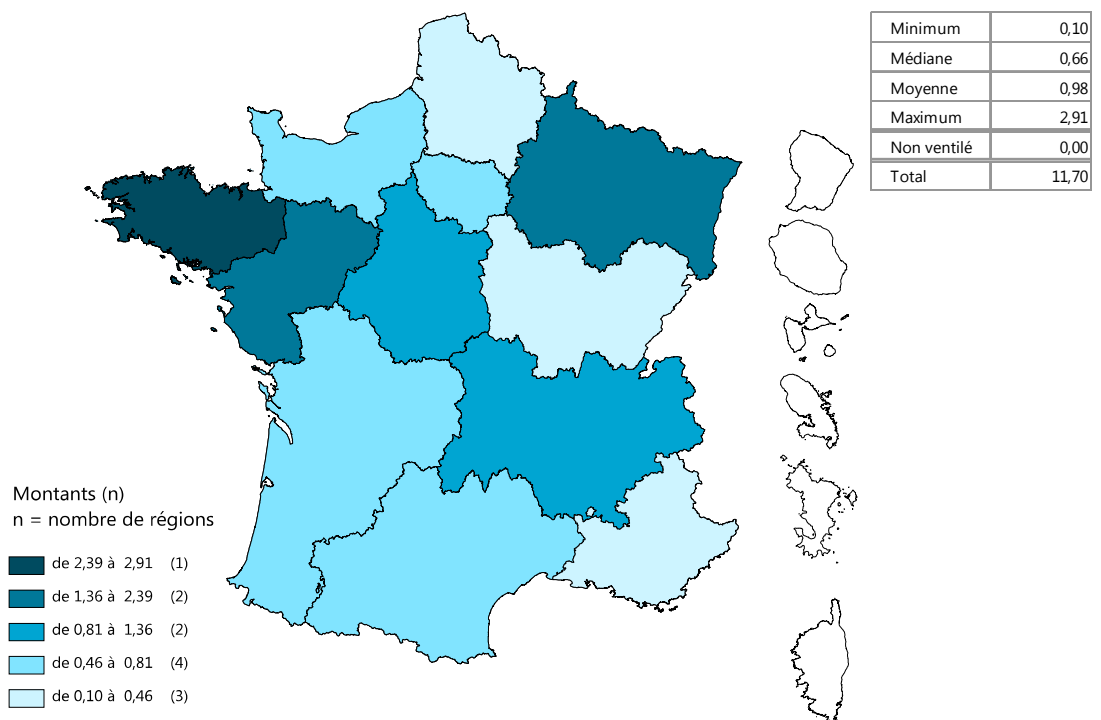 Minimum 0,10
Médiane 0,66
Moyenne 0,98
Maximum 2,91
Non ventilé 0,00
Total 11,70
Montants (n)
n = nombre de régions
de 2,39 à 2,91 (1)
de 1,36 à 2,39 (2)
de 0,81 à 1,36 (2)
de 0,46 à 0,81 (4)
de 0,10 à 0,46 (3)